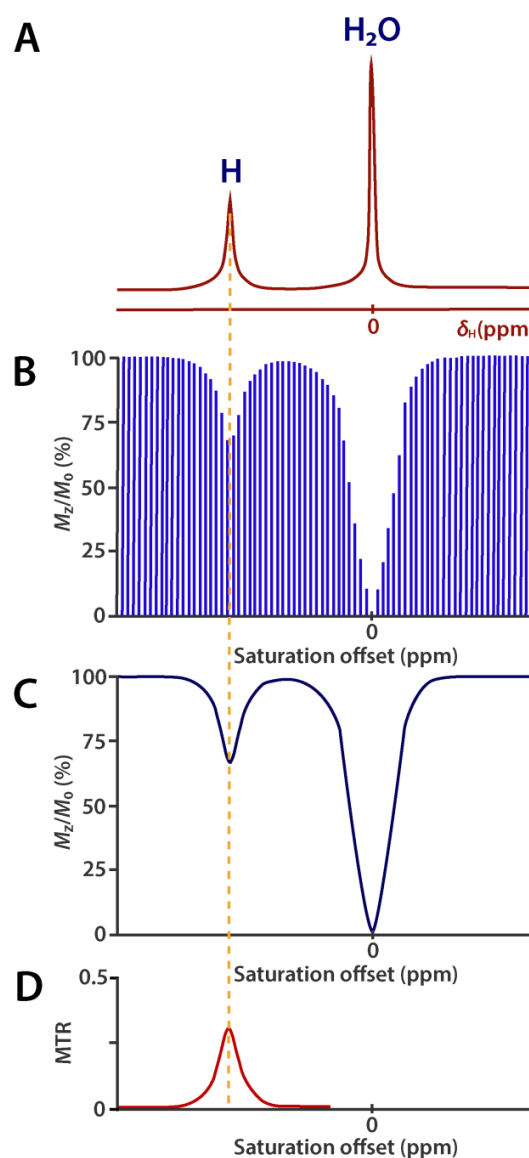 A
H₂O
H
0
δH(ppm
B
100
75
50
25
0
Mz/M0 (%)
0
Saturation offset (ppm)
C
100
75
50
25
0
Mz/M0 (%)
0
Saturation offset (ppm)
D
0.5
0
MTR
0
Saturation offset (ppm)